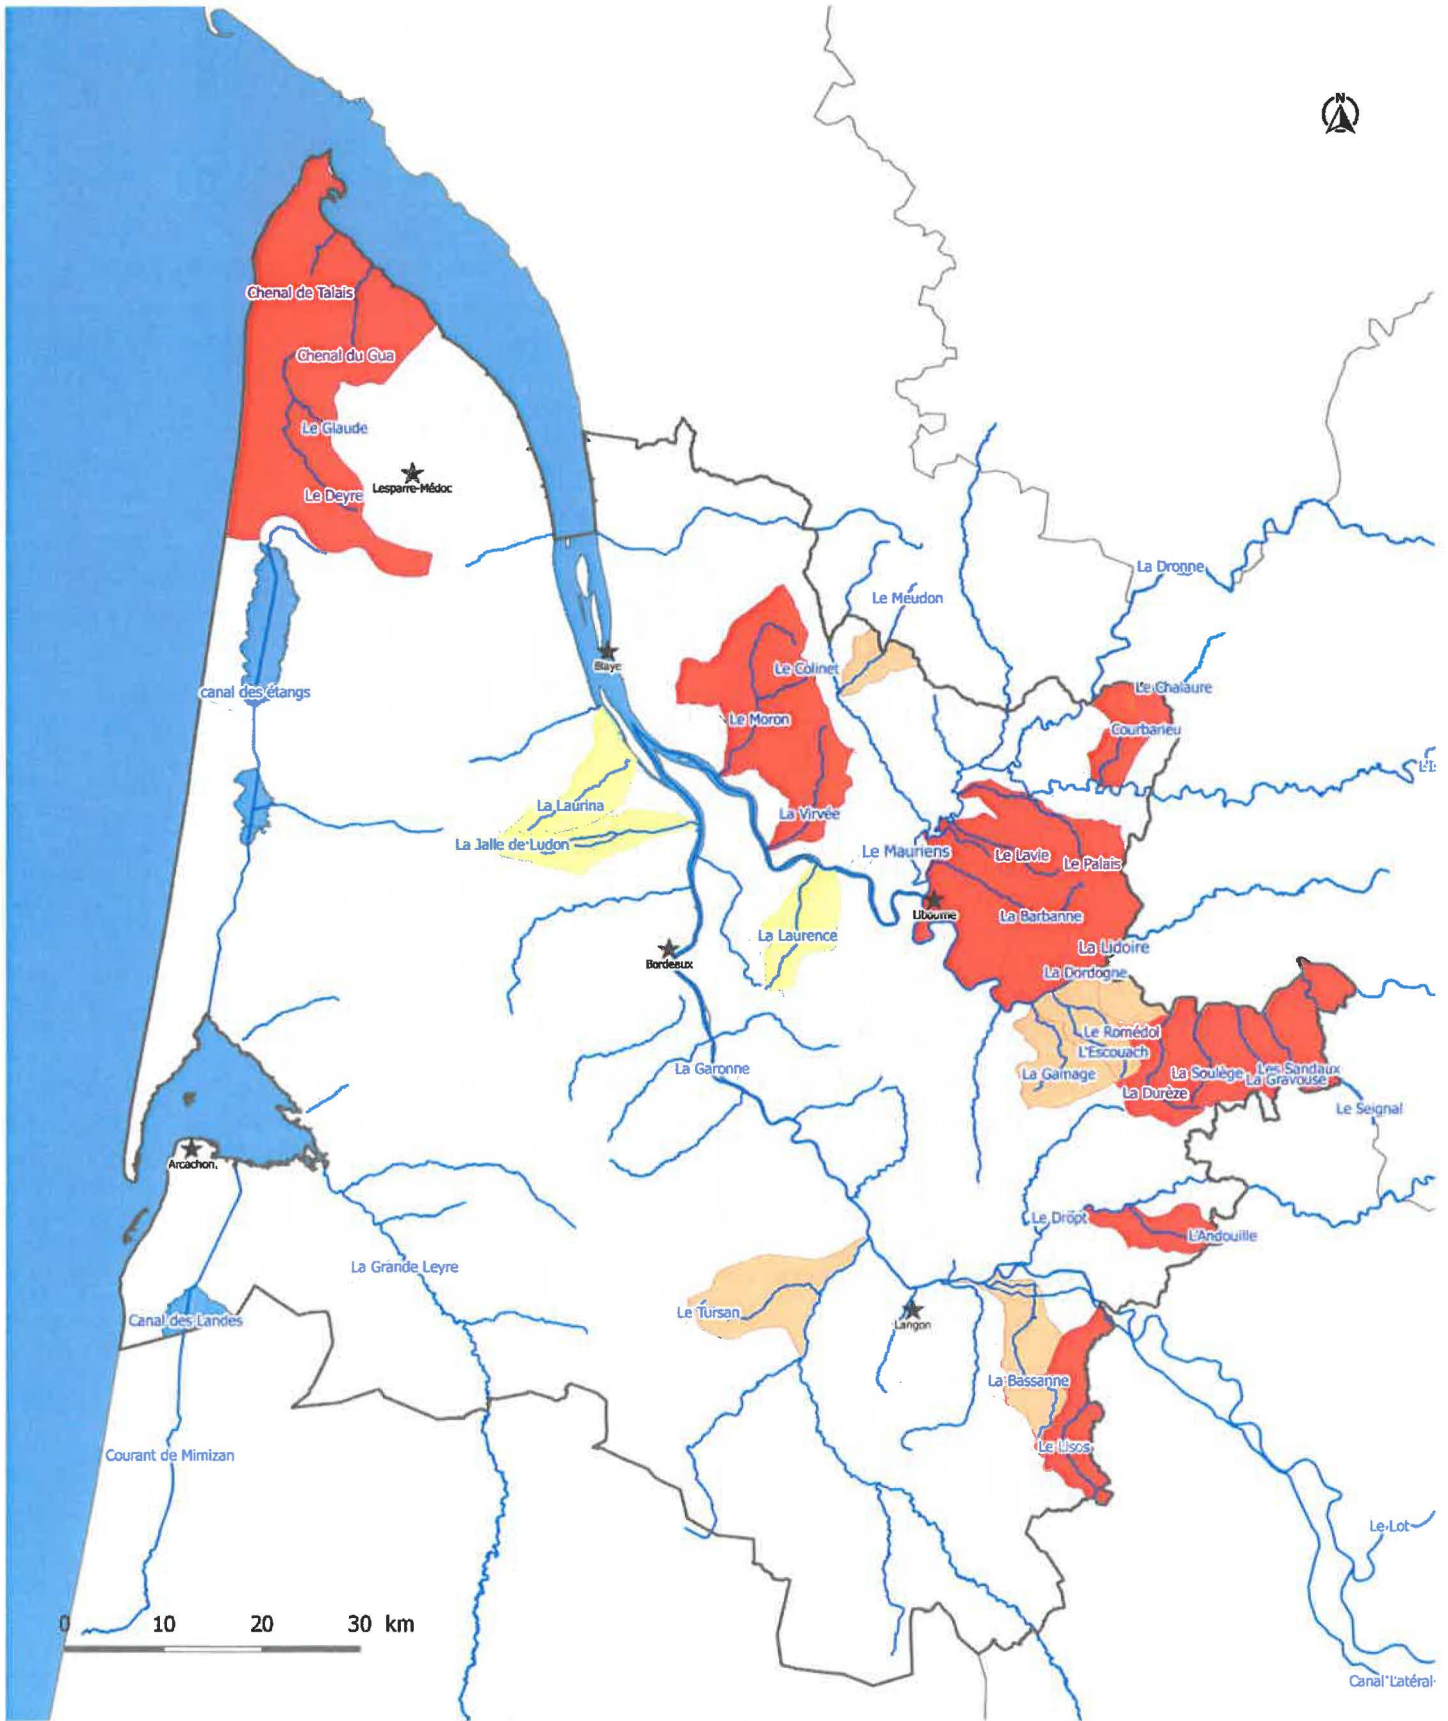 N
Chenal de Talais
Chenal du Gua
Le Glaude
Le Deyre
Lesparre-Médoc
La Dronne
Le Meudon
Blaye
Le Colinet
Le Chalaure
canal des étangs
Le Moron
Courbarieu
La Laurina
La Virvée
La Jalle de Ludon
Le Mauriens
Le Lavie
Le Palais
Libourne
La Barbanne
La Laurence
La Lidoire
Bordeaux
La Dordogne
Le Romédol
L'Escouach
La Garonne
La Gamage
La Soulège
Les Sandaux
La Gravouse
La Durèze
Le Seignal
Arcachon
Le Dropt
L'Andouille
La Grande Leyre
Le Tursan
Canal des Landes
Langon
La Bassanne
Le Lisos
Courant de Mimizan
Le Lot
0 10 20 30 km
Canal Latéral